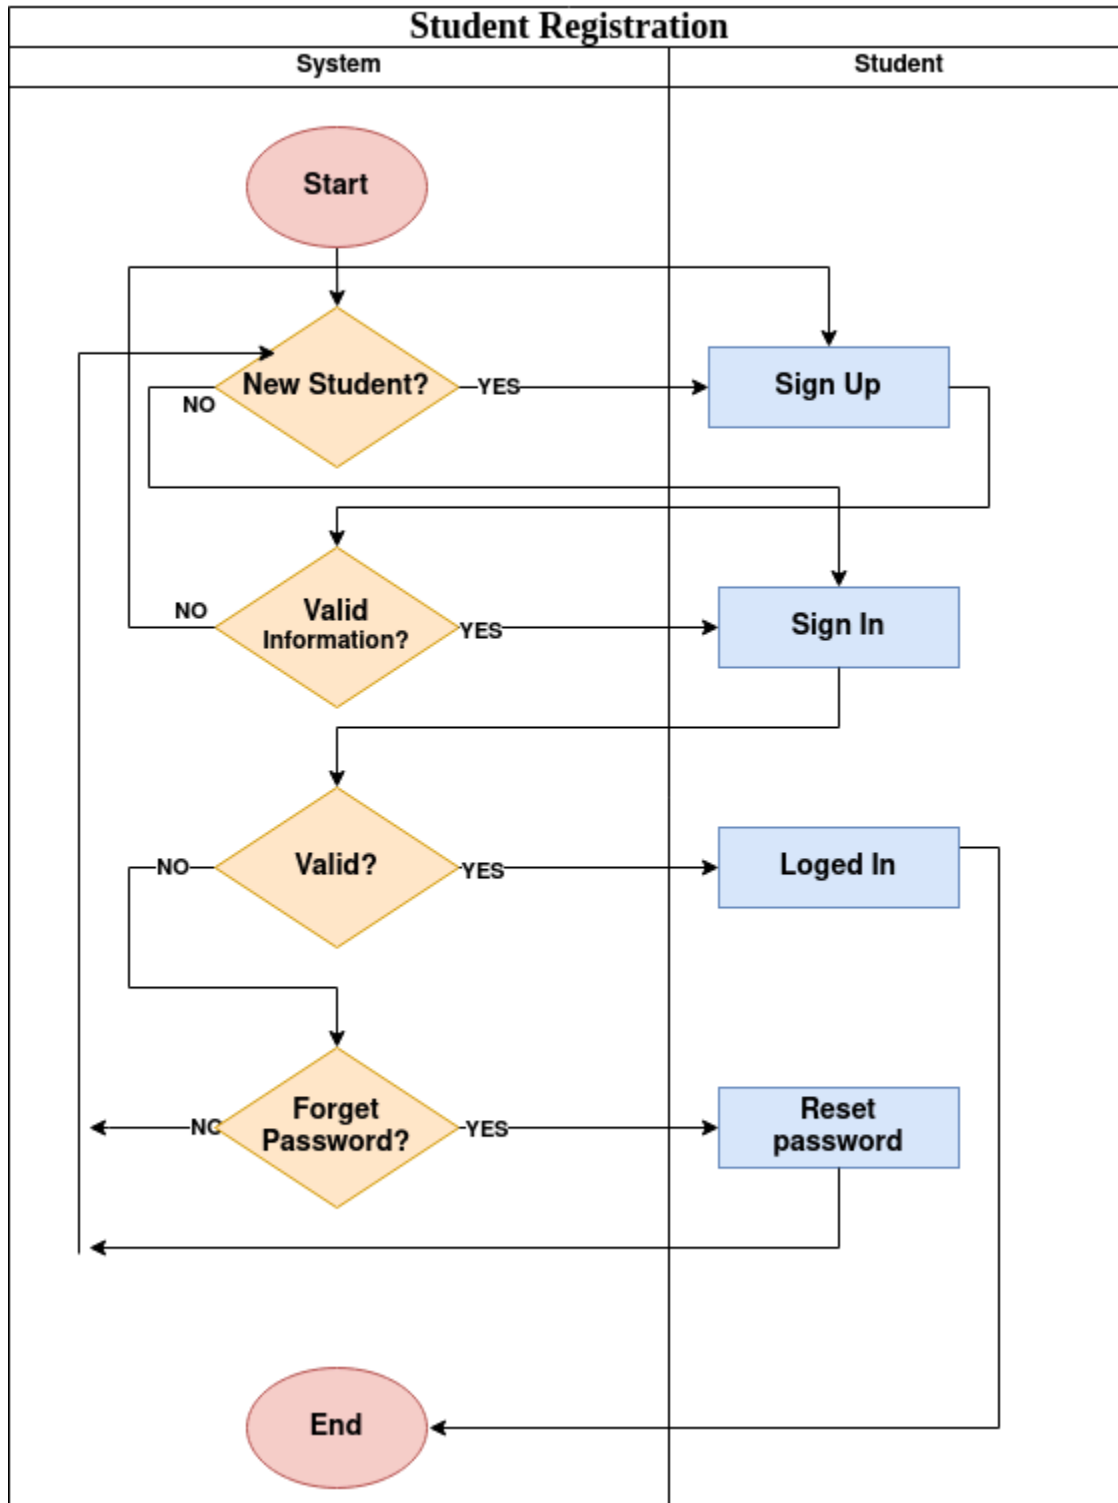 Student Registration
System
Student
Start
New Student?
YES
Sign Up
NO
Valid
Information?
NO
YES
Sign In
Valid?
NO
YES
Loged In
Forget
Password?
NO
YES
Reset
password
End